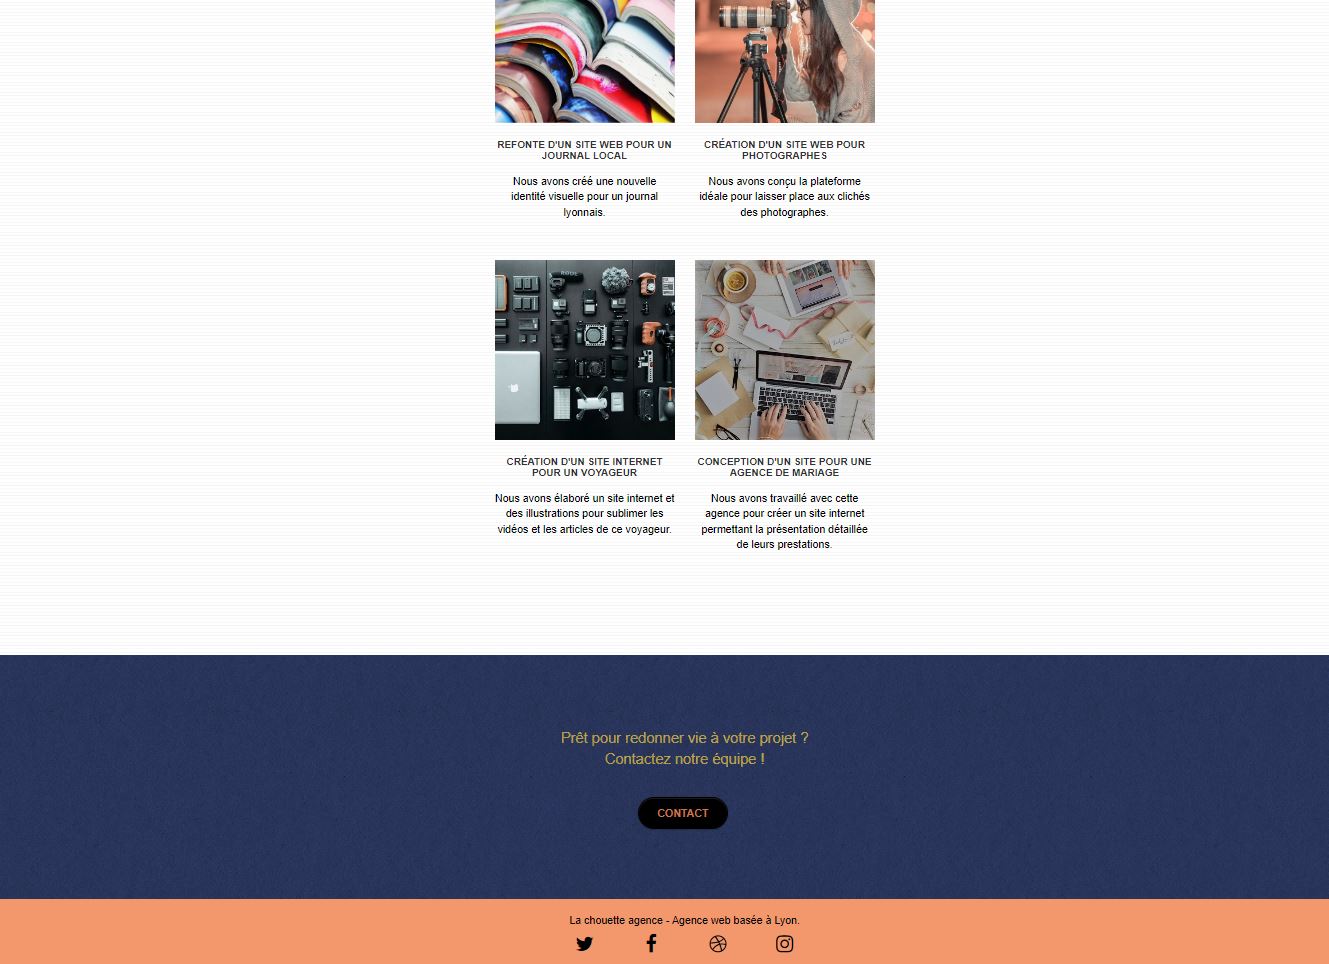 REFONTE D'UN SITE WEB POUR UN
JOURNAL LOCAL
Nous avons créé une nouvelle
identité visuelle pour un journal
lyonnais.
CRÉATION D'UN SITE WEB POUR
PHOTOGRAPHES
Nous avons conçu la plateforme
idéale pour laisser place aux clichés
des photographes.
CRÉATION D'UN SITE INTERNET
POUR UN VOYAGEUR
Nous avons élaboré un site internet et
des illustrations pour sublimer les
vidéos et les articles de ce voyageur.
CONCEPTION D'UN SITE POUR UNE
AGENCE DE MARIAGE
Nous avons travaillé avec cette
agence pour créer un site internet
permettant la présentation détaillée
de leurs prestations.
Prêt pour redonner vie à votre projet ?
Contactez notre équipe !
CONTACT
La chouette agence - Agence web basée à Lyon.